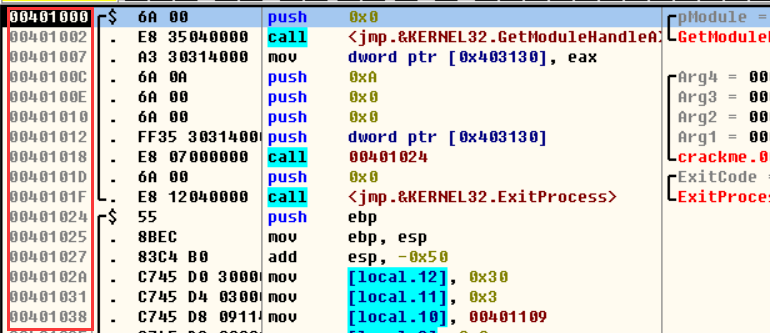 00401000 $ 6A 00 push 0x0 pModule =
00401002 . E8 35040000 call <jmp.&KERNEL32.GetModuleHandleA> GetModule
00401007 . A3 30314000 mov dword ptr [0x403130], eax
0040100C . 6A 0A push 0xA Arg4 = 00
0040100E . 6A 00 push 0x0 Arg3 = 00
00401010 . 6A 00 push 0x0 Arg2 = 00
00401012 . FF35 30314000 push dword ptr [0x403130] Arg1 = 00
00401018 . E8 07000000 call 00401024 crackme.0
0040101D . 6A 00 push 0x0 ExitCode =
0040101F . E8 12040000 call <jmp.&KERNEL32.ExitProcess> ExitProces
00401024 $ 55 push ebp
00401025 . 8BEC mov ebp, esp
00401027 . 83C4 B0 add esp, -0x50
0040102A . C745 D0 3000 mov [local.12], 0x30
00401031 . C745 D4 0300 mov [local.11], 0x3
00401038 . C745 D8 0911 mov [local.10], 00401109